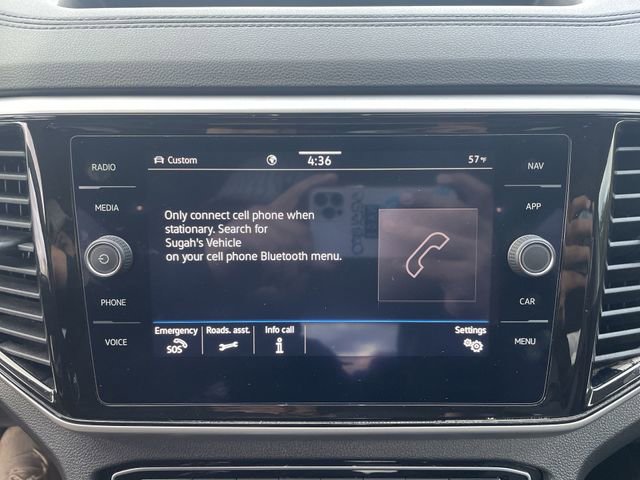 RADIO
MEDIA
PHONE
VOICE
Custom
4:36
57°F
Only connect cell phone when
stationary. Search for
Sugah's Vehicle
on your cell phone Bluetooth menu.
Emergency
SOS
Roads. asst.
Info call
Settings
NAV
APP
CAR
MENU